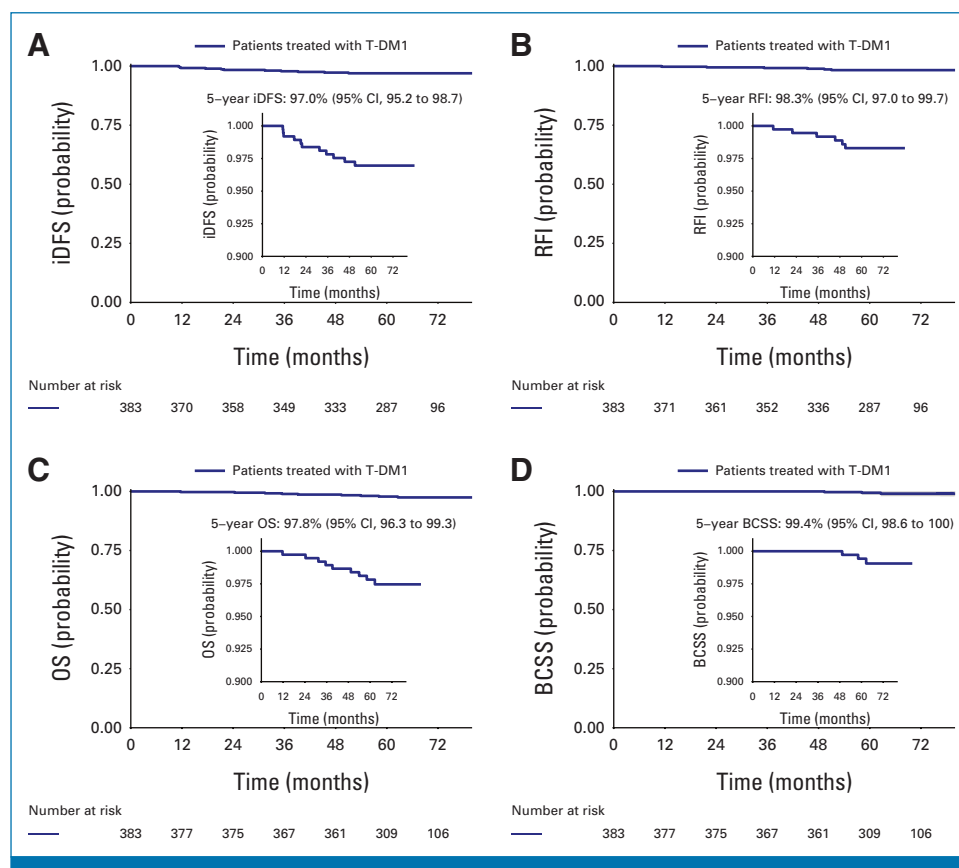 A
Patients treated with T-DM1
5–year iDFS: 97.0% (95% CI, 95.2 to 98.7)
iDFS (probability)
1.00
0.75
0.50
0.25
0.00
iDFS (probability)
1.000
0.975
0.950
0.925
0.900
0 12 24 36 48 60 72
Time (months)
0 12 24 36 48 60 72
Time (months)
Number at risk
383 370 358 349 333 287 96
B
Patients treated with T-DM1
5–year RFI: 98.3% (95% CI, 97.0 to 99.7)
RFI (probability)
1.00
0.75
0.50
0.25
0.00
RFI (probability)
1.000
0.975
0.950
0.925
0.900
0 12 24 36 48 60 72
Time (months)
0 12 24 36 48 60 72
Time (months)
Number at risk
383 371 361 352 336 287 96
C
Patients treated with T-DM1
5–year OS: 97.8% (95% CI, 96.3 to 99.3)
OS (probability)
1.00
0.75
0.50
0.25
0.00
OS (probability)
1.000
0.975
0.950
0.925
0.900
0 12 24 36 48 60 72
Time (months)
0 12 24 36 48 60 72
Time (months)
Number at risk
383 377 375 367 361 309 106
D
Patients treated with T-DM1
5–year BCSS: 99.4% (95% CI, 98.6 to 100)
BCSS (probability)
1.00
0.75
0.50
0.25
0.00
BCSS (probability)
1.000
0.975
0.950
0.925
0.900
0 12 24 36 48 60 72
Time (months)
0 12 24 36 48 60 72
Time (months)
Number at risk
383 377 375 367 361 309 106